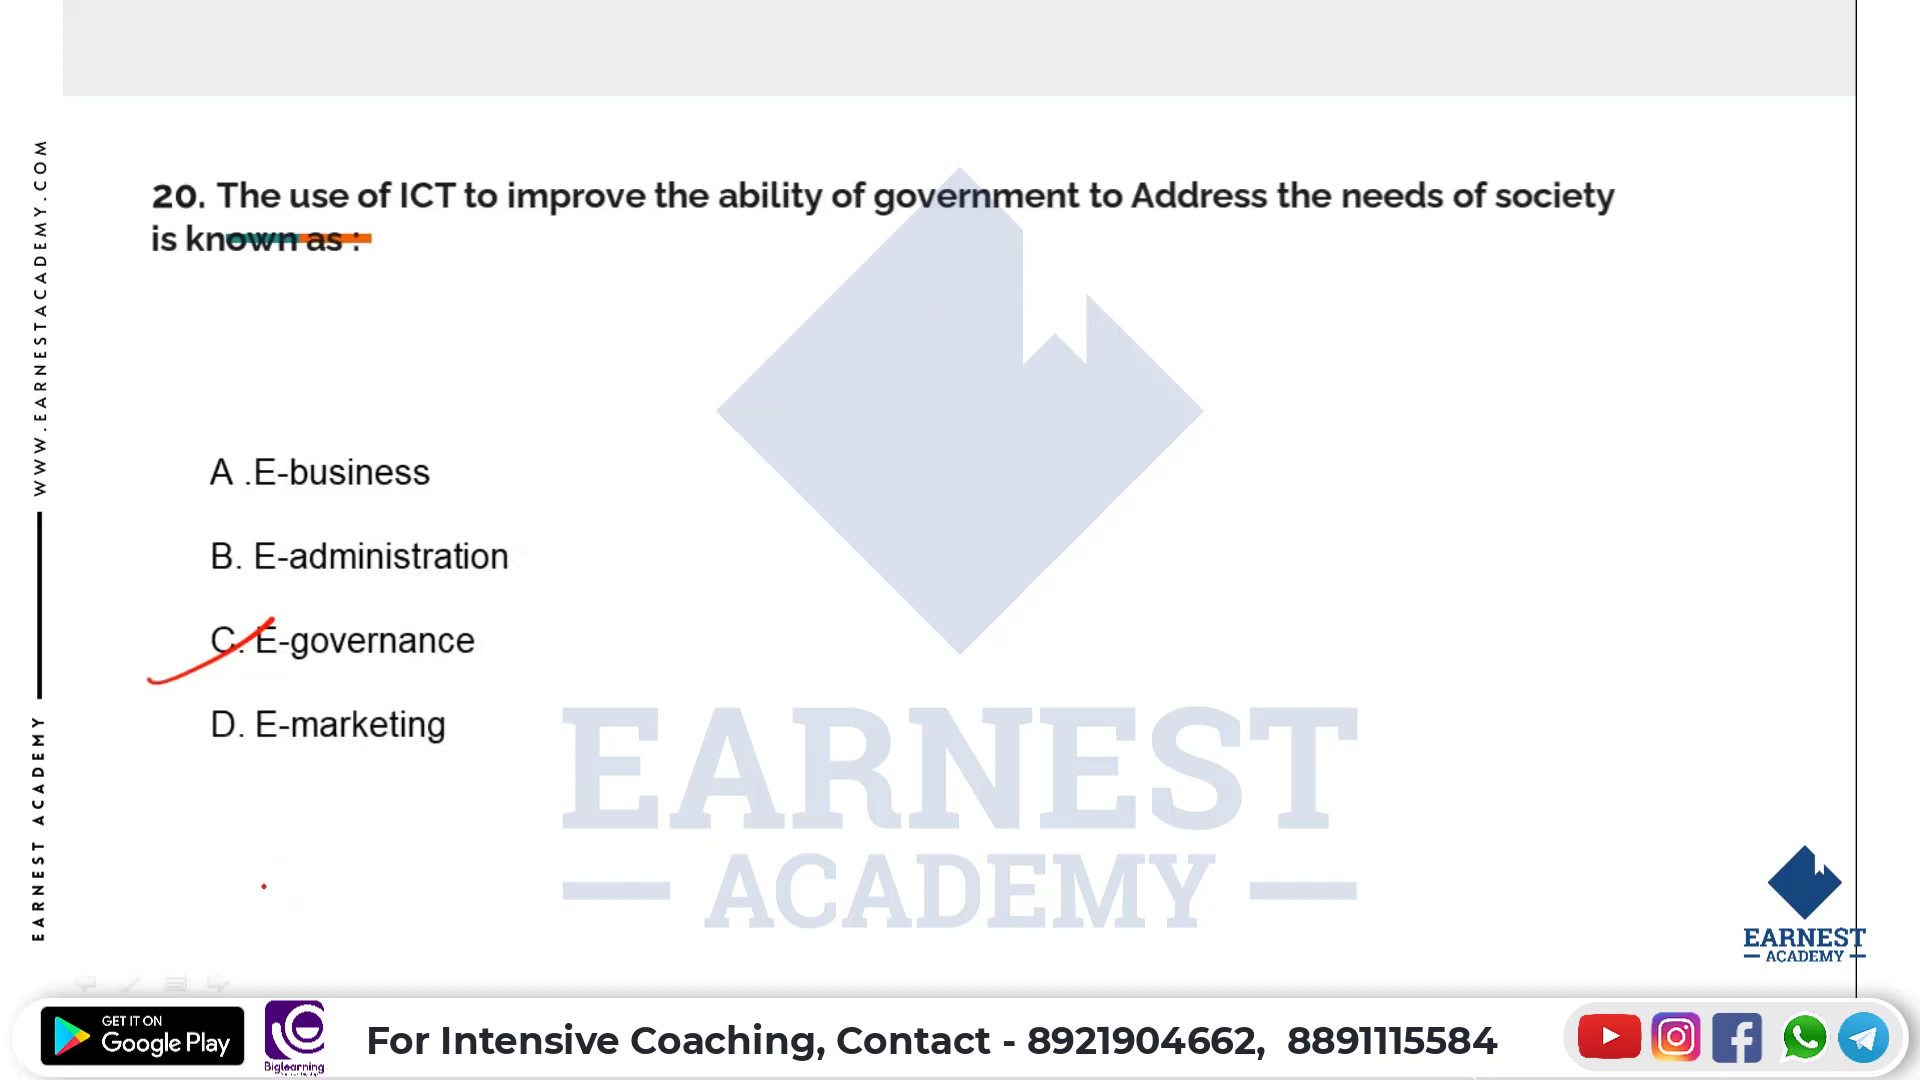 20. The use of ICT to improve the ability of government to Address the needs of society
is known as :
A .E-business
B. E-administration
C. E-governance
D. E-marketing
WWW.EARNESTACADEMY.COM
EARNEST ACADEMY
EARNEST
ACADEMY
EARNEST
ACADEMY
GET IT ON
Google Play
Biglearning
For Intensive Coaching, Contact - 8921904662, 8891115584